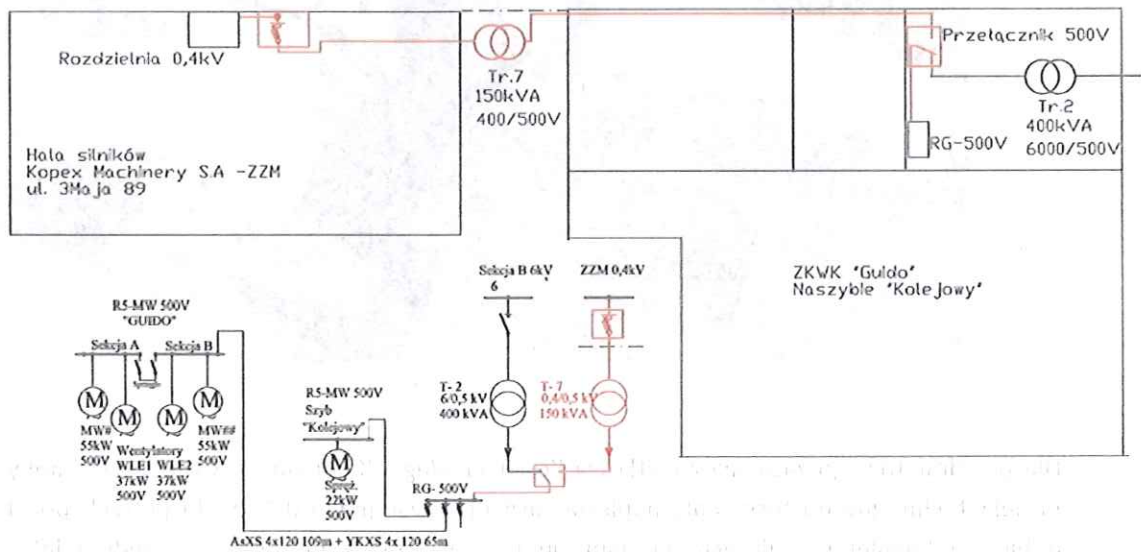 Rozdzielnia 0,4kV
Tr.7
150kVA
400/500V
Przełącznik 500V
Tr.2
400kVA
6000/500V
RG-500V
Hala silników
Kopex Machinery S.A -ZZM
ul. 3Maja 89
ZKWK "Guido"
Naszybie "Kolejowy"
Sekcja B 6kV
6
ZZM 0,4kV
R5-MW 500V
"GUIDO"
Sekcja A
Sekcja B
MW#
55kW
500V
Wentylatory
WLE1 WLE2
37kW 37kW
500V 500V
MW##
55kW
500V
R5-MW 500V
Szyb
"Kolejowy"
Spręż.
22kW
500V
T- 2
6/0,5 kV
400 kVA
T- 7
0,4/0,5 kV
150 kVA
RG- 500V
AsXS 4x120 109m + YKXS 4x 120 65m
M
M
M
M
M